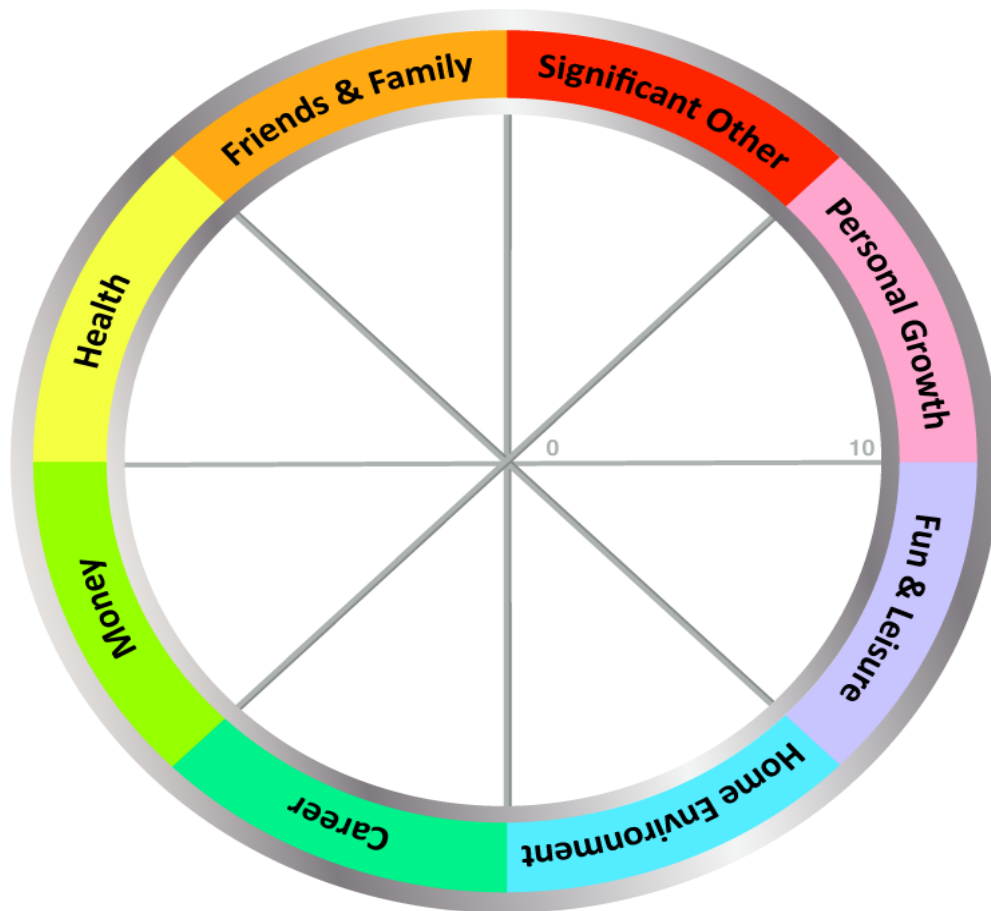 Friends & Family
Significant Other
Personal Growth
Fun & Leisure
Home Environment
Career
Money
Health
0
10